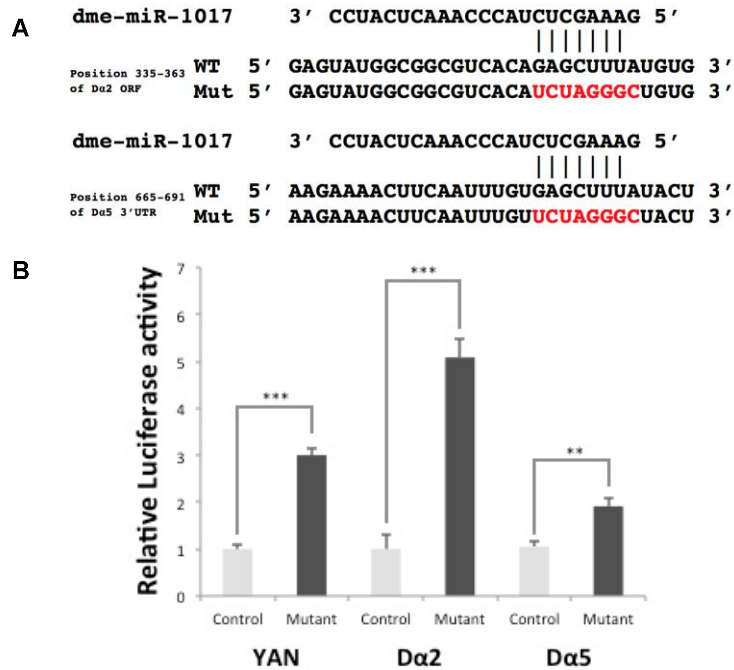 A
dme-miR-1017 3′ CCUACUCAAACCCAUCUCGAAAG 5′
Position 335-363
of Dα2 ORF
WT 5′ GAGUAUGGCGGCGUCACAGAGCUUUAUGUG 3′
Mut 5′ GAGUAUGGCGGCGUCACAUCUAGGGCUGUG 3′
dme-miR-1017 3′ CCUACUCAAACCCAUCUCGAAAG 5′
Position 665-691
of Dα5 3′UTR
WT 5′ AAGAAAACUUCAAUUUGUGAGCUUUAUACU 3′
Mut 5′ AAGAAAACUUCAAUUUGUUCUAGGGCUACU 3′
B
Relative Luciferase activity
7
6
5
4
3
2
1
0
***
***
**
Control Mutant Control Mutant Control Mutant
YAN Dα2 Dα5